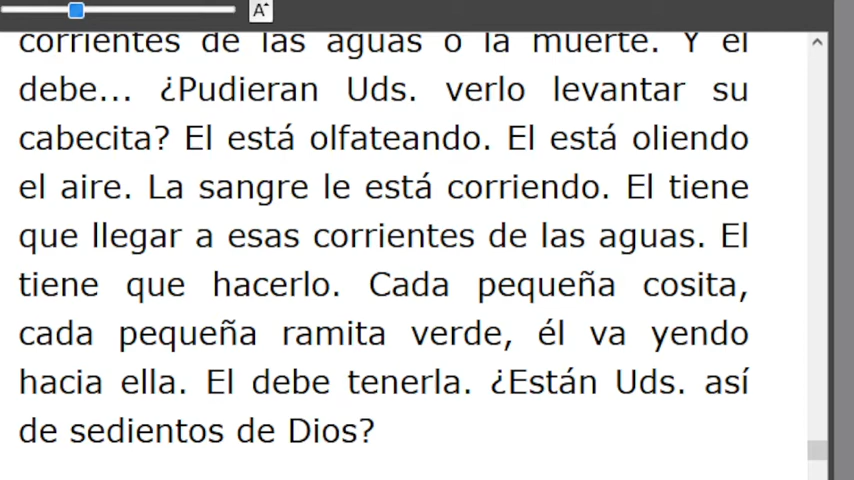 A
corrientes de las aguas o la muerte. Y él
debe... ¿Pudieran Uds. verlo levantar su
cabecita? El está olfateando. El está oliendo
el aire. La sangre le está corriendo. El tiene
que llegar a esas corrientes de las aguas. El
tiene que hacerlo. Cada pequeña cosita,
cada pequeña ramita verde, él va yendo
hacia ella. El debe tenerla. ¿Están Uds. así
de sedientos de Dios?